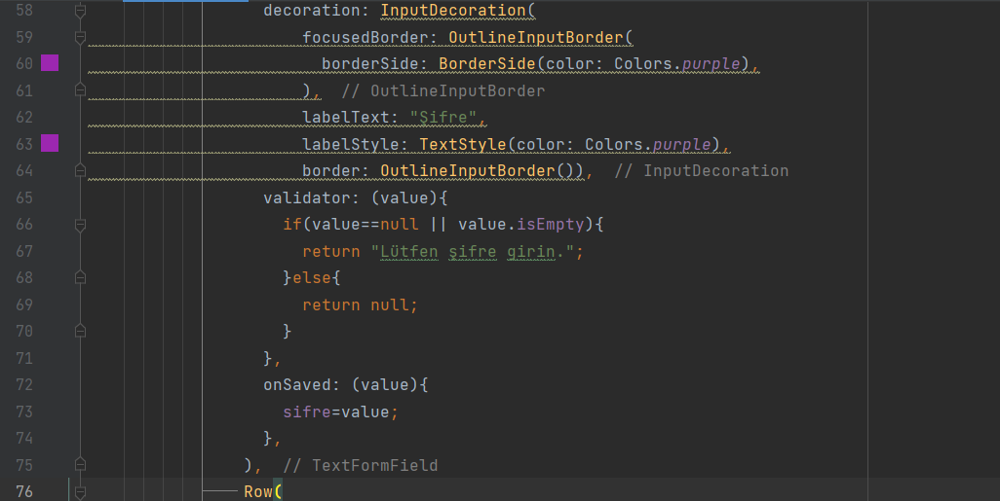 58 decoration: InputDecoration(
59 focusedBorder: OutlineInputBorder(
60 borderSide: BorderSide(color: Colors.purple),
61 ), // OutlineInputBorder
62 labelText: "Şifre",
63 labelStyle: TextStyle(color: Colors.purple),
64 border: OutlineInputBorder()), // InputDecoration
65 validator: (value){
66 if(value==null || value.isEmpty){
67 return "Lütfen şifre girin.";
68 }else{
69 return null;
70 }
71 },
72 onSaved: (value){
73 sifre=value;
74 },
75 ), // TextFormField
76 Row(